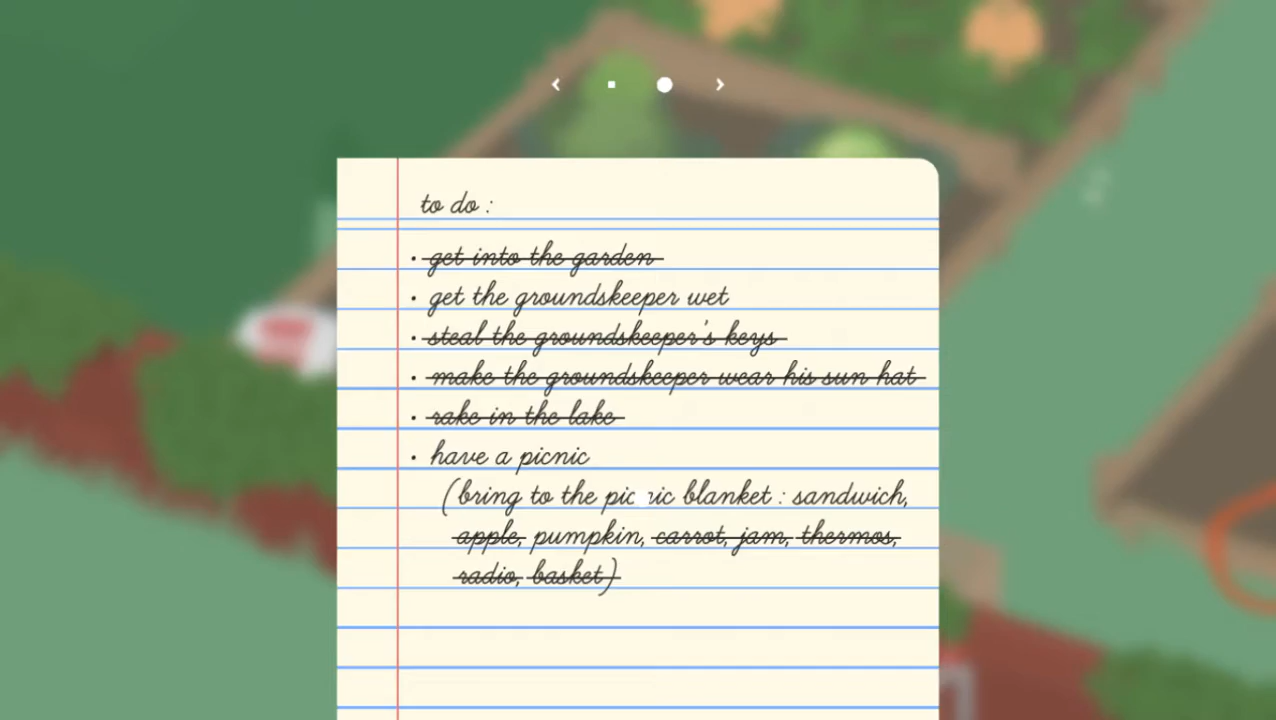 to do :
• get into the garden
• get the groundskeeper wet
• steal the groundskeeper's keys
• make the groundskeeper wear his sun hat
• rake in the lake
• have a picnic
(bring to the picnic blanket : sandwich,
apple, pumpkin, carrot, jam, thermos,
radio, basket)